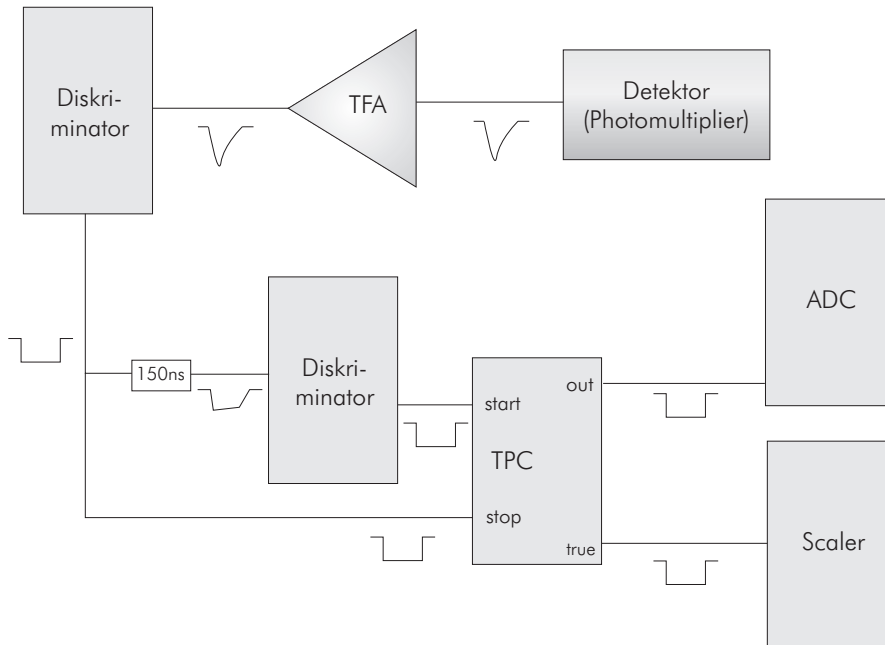 Diskri-
minator
TFA
Detektor
(Photomultiplier)
ADC
150ns
Diskri-
minator
start
out
TPC
stop
true
Scaler